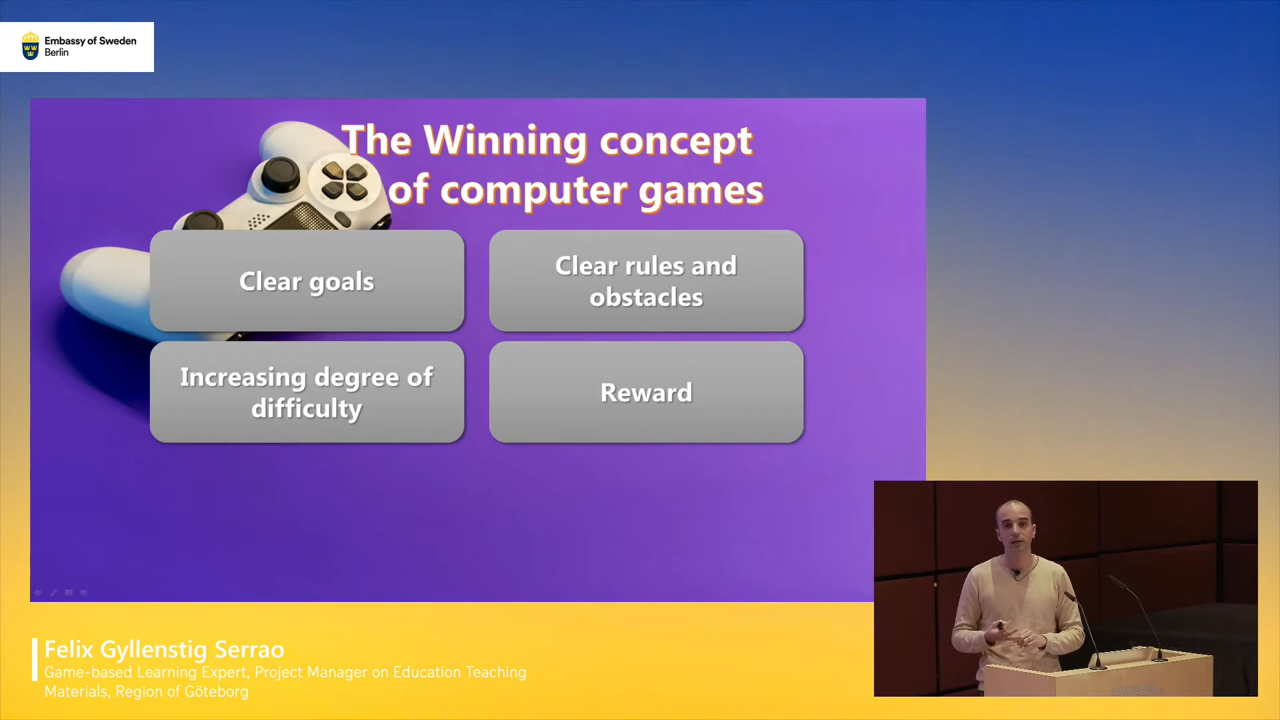 Embassy of Sweden
Berlin
The Winning concept
of computer games
Clear goals
Clear rules and
obstacles
Increasing degree of
difficulty
Reward
Felix Gyllenstig Serrao
Game-based Learning Expert, Project Manager on Education Teaching
Materials, Region of Göteborg